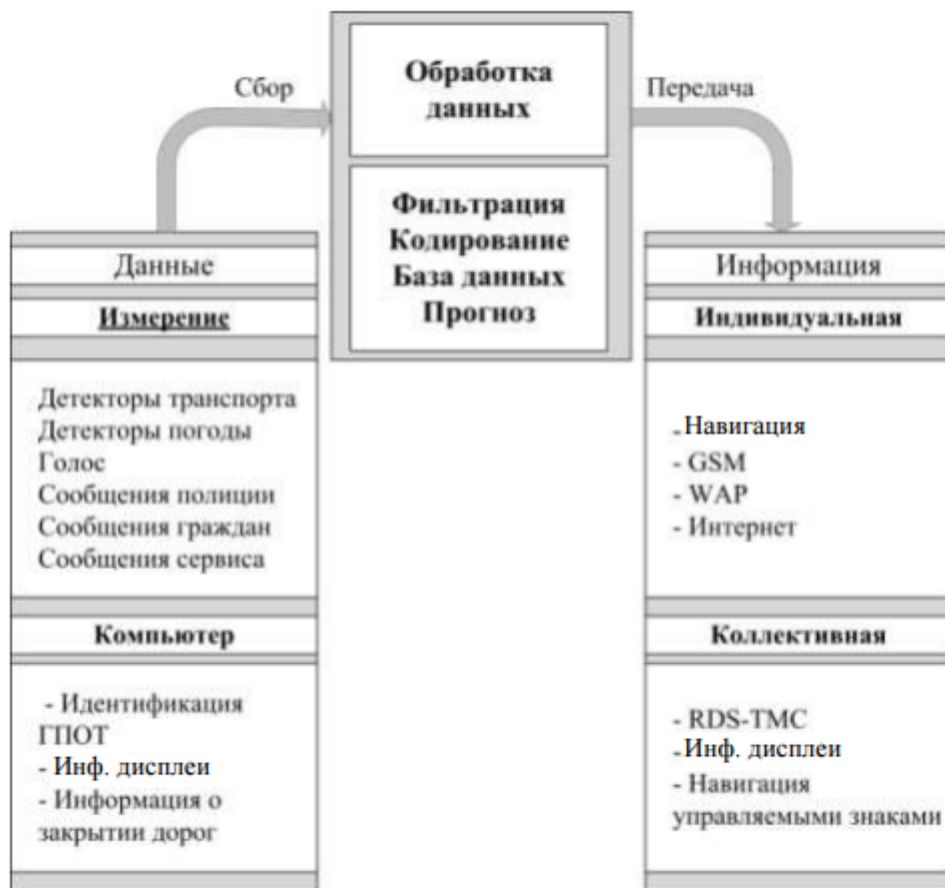 Сбор
Обработка
данных
Передача
Фильтрация
Кодирование
База данных
Прогноз
Данные
Измерение
Детекторы транспорта
Детекторы погоды
Голос
Сообщения полиции
Сообщения граждан
Сообщения сервиса
Компьютер
- Идентификация
ГПОТ
- Инф. дисплеи
- Информация о
закрытии дорог
Информация
Индивидуальная
- Навигация
- GSM
- WAP
- Интернет
Коллективная
- RDS-TMC
- Инф. дисплеи
- Навигация
управляемыми знаками